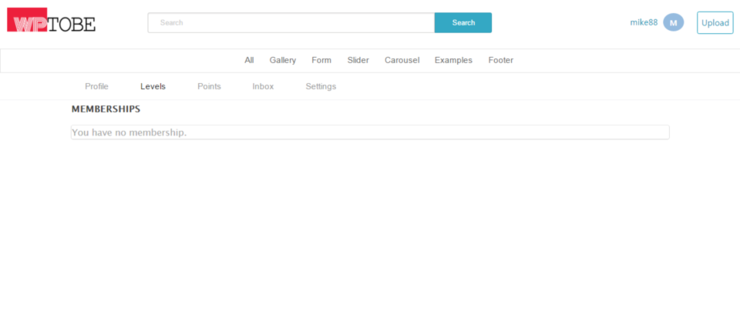 WPTOBE
Search
Search
mike88
M
Upload
All Gallery Form Slider Carousel Examples Footer
Profile Levels Points Inbox Settings
MEMBERSHIPS
You have no membership.